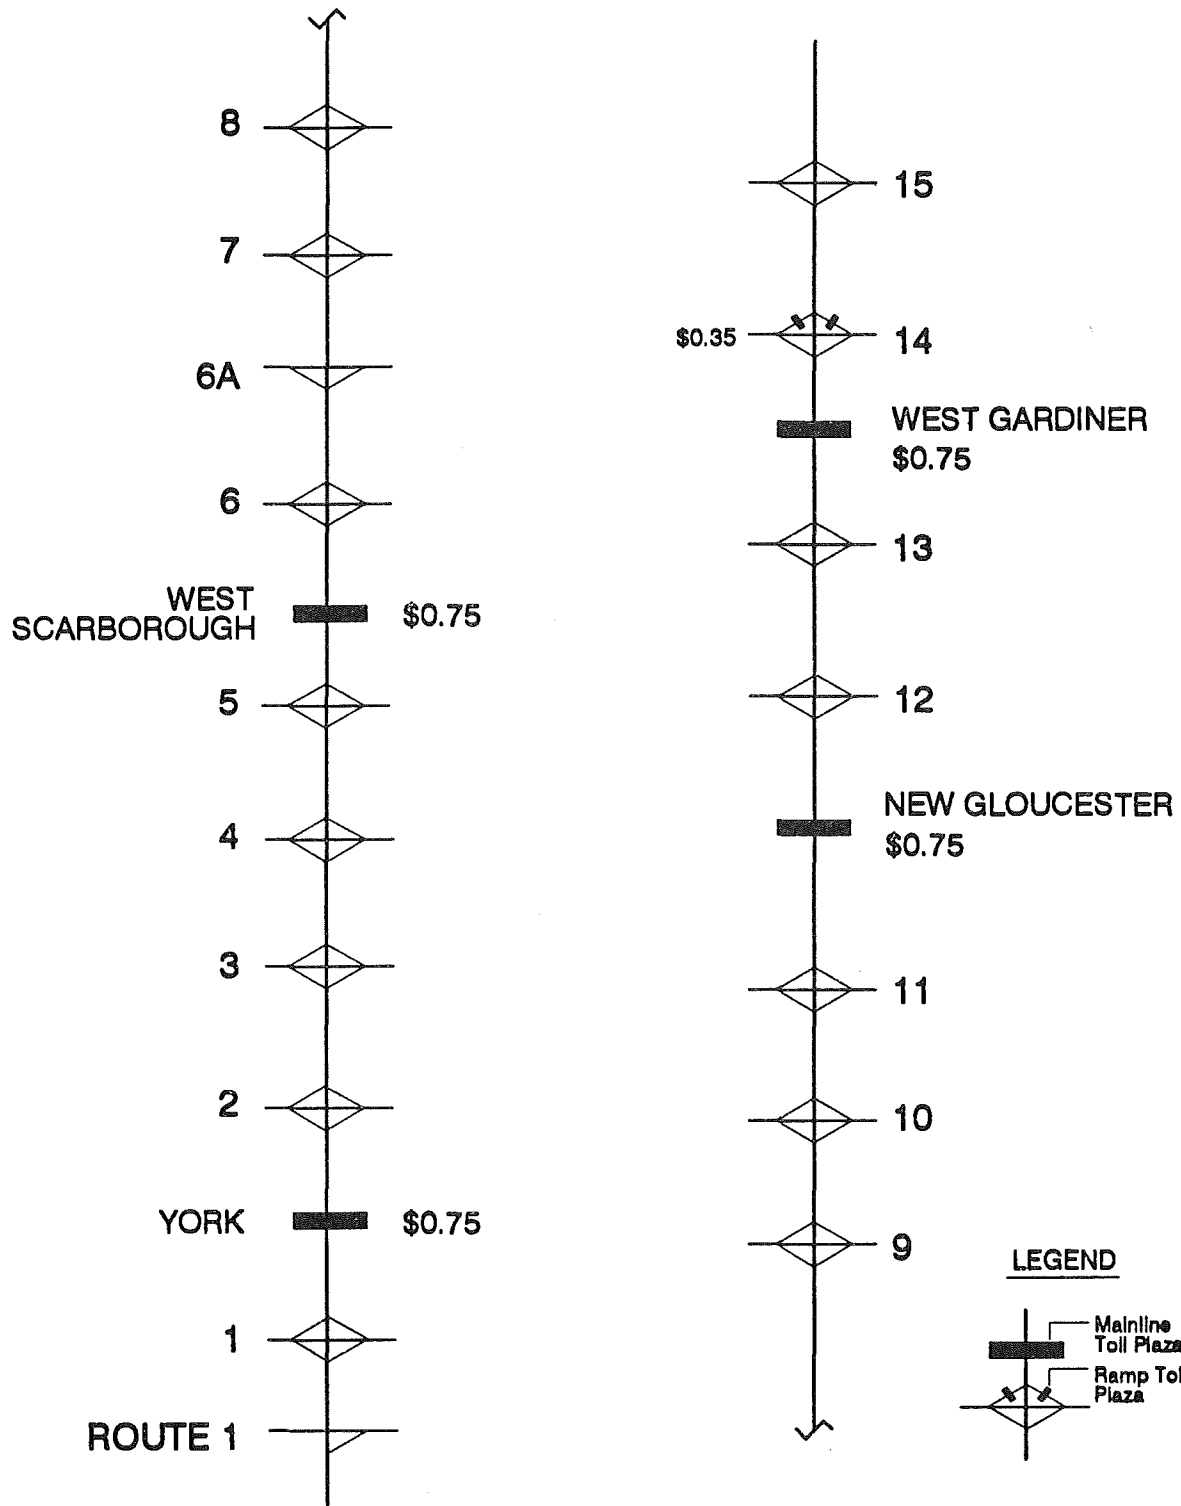 8
7
6A
6
WEST
SCARBOROUGH
$0.75
5
4
3
2
YORK
$0.75
1
ROUTE 1
15
$0.35
14
WEST GARDINER
$0.75
13
12
NEW GLOUCESTER
$0.75
11
10
9
LEGEND
Mainline
Toll Plaza
Ramp Tol
Plaza